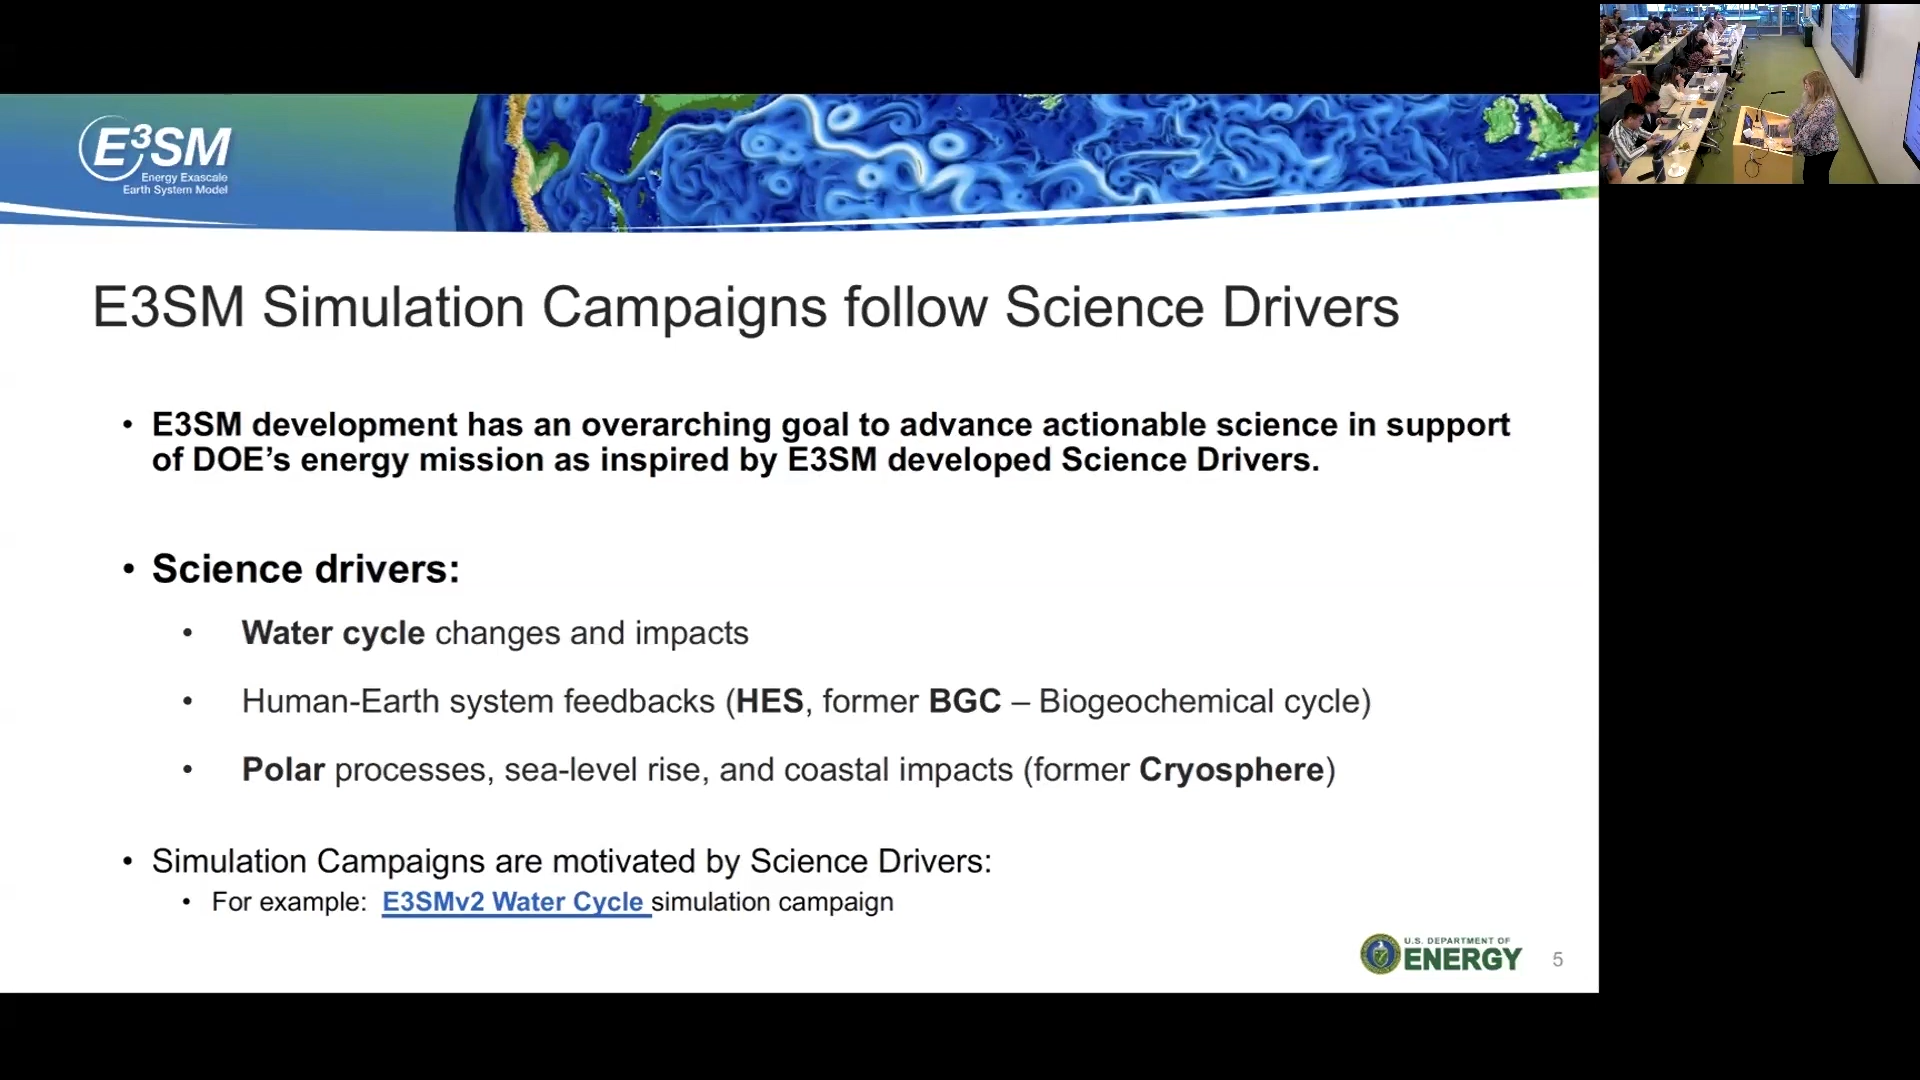 E³SM
Energy Exascale
Earth System Model
E3SM Simulation Campaigns follow Science Drivers
• E3SM development has an overarching goal to advance actionable science in support
of DOE’s energy mission as inspired by E3SM developed Science Drivers.
• Science drivers:
• Water cycle changes and impacts
• Human-Earth system feedbacks (HES, former BGC – Biogeochemical cycle)
• Polar processes, sea-level rise, and coastal impacts (former Cryosphere)
• Simulation Campaigns are motivated by Science Drivers:
• For example: E3SMv2 Water Cycle simulation campaign
U.S. DEPARTMENT OF
ENERGY
5